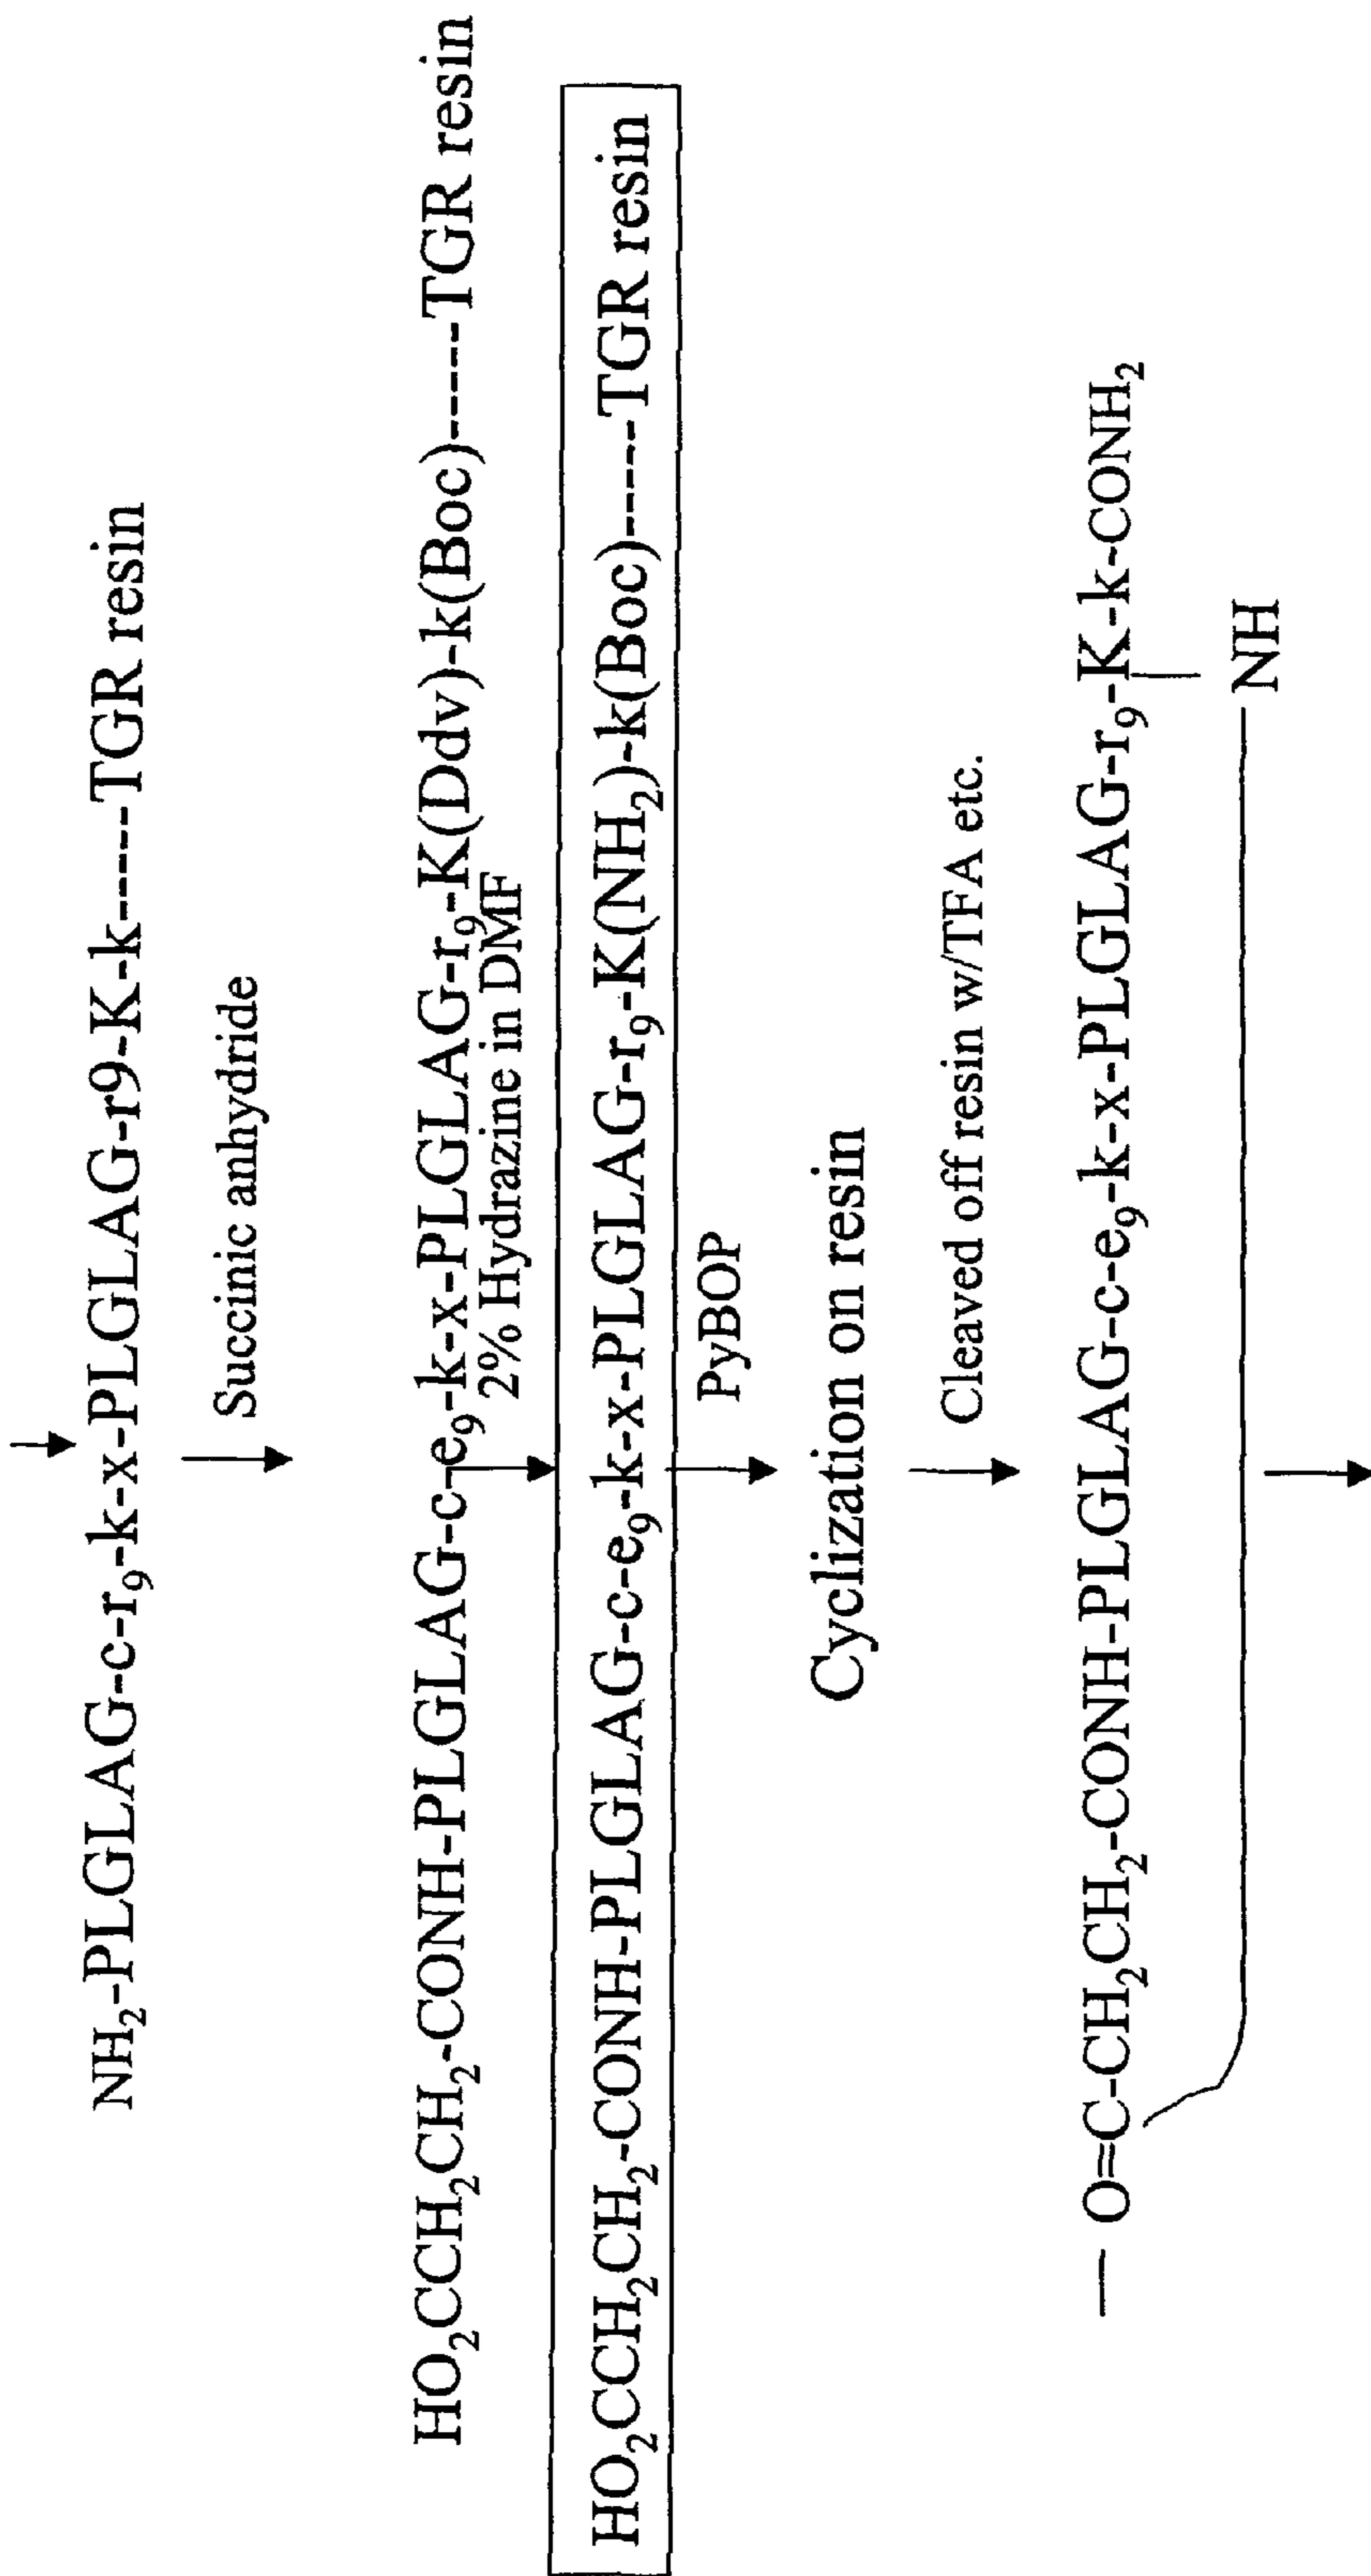 NH₂-PLGLAG-c-r₉-k-x-PLGLAG-r9-K-k-----TGR resin
Succinic anhydride
HO₂CCH₂CH₂-CONH-PLGLAG-c-e₉-k-x-PLGLAG-r₉-K(Ddv)-k(Boc)-----TGR resin
2% Hydrazine in DMF
HO₂CCH₂CH₂-CONH-PLGLAG-c-e₉-k-x-PLGLAG-r₉-K(NH₂)-k(Boc)-----TGR resin
PyBOP
Cyclization on resin
Cleaved off resin w/TFA etc.
O=C-CH₂CH₂-CONH-PLGLAG-c-e₉-k-x-PLGLAG-r₉-K-k-CONH₂
NH